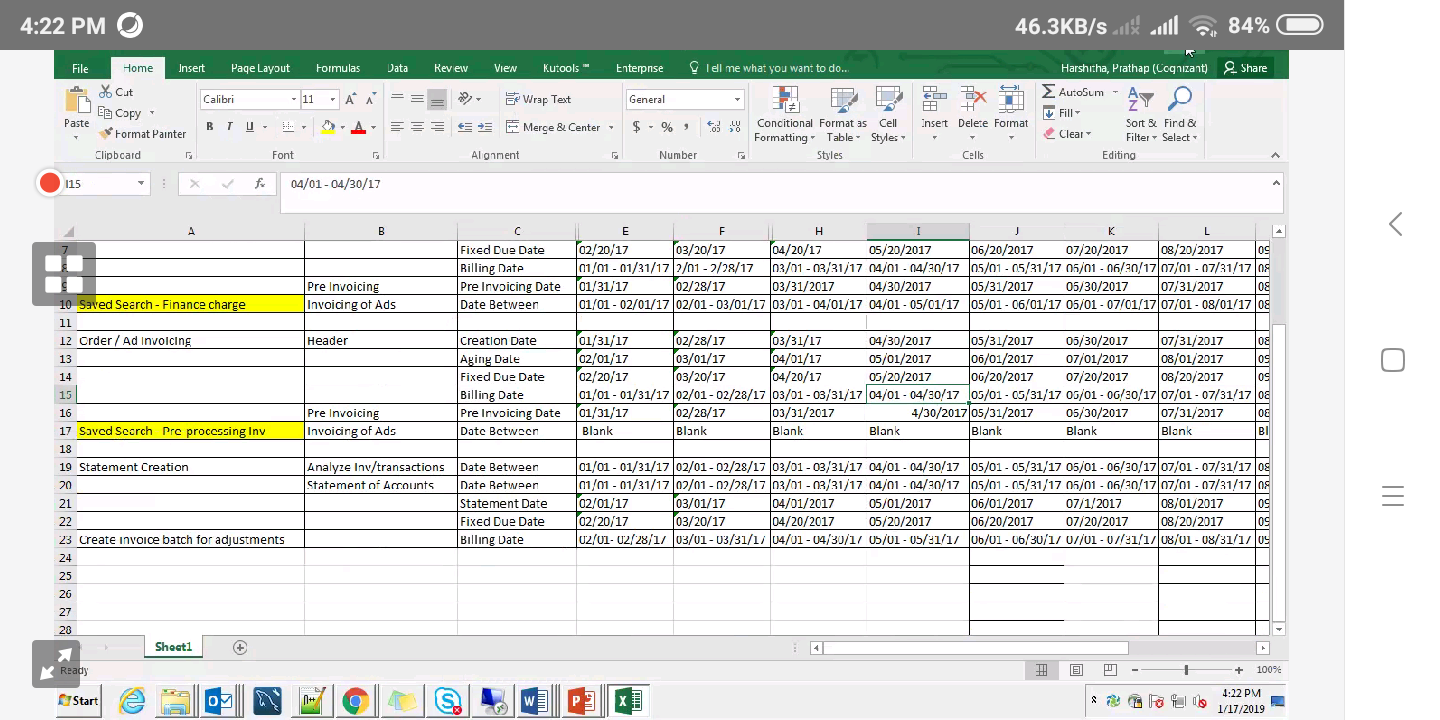 4:22 PM 46.3KB/s 84%
File Home Insert Page Layout Formulas Data Review View Kutools ™ Enterprise Tell me what you want to do... Harshitha, Prathap (Cognizant) Share
Cut Calibri 11 Wrap Text General AutoSum
Copy Fill
Paste Format Painter B I U Merge & Center $ % , Conditional Formatting Format as Table Cell Styles Insert Delete Format Clear Sort & Filter Find & Select
Clipboard Font Alignment Number Styles Cells Editing
I15 fx 04/01 - 04/30/17
A B C E F H I J K L
7 Fixed Due Date 02/20/17 03/20/17 04/20/17 05/20/2017 06/20/2017 07/20/2017 08/20/2017 09
8 Billing Date 01/01 - 01/31/17 2/01 - 2/28/17 03/01 - 03/31/17 04/01 - 04/30/17 05/01 - 05/31/17 06/01 - 06/30/17 07/01 - 07/31/17 08
9 Pre Invoicing Pre Invoicing Date 01/31/17 02/28/17 03/31/2017 04/30/2017 05/31/2017 06/30/2017 07/31/2017 08
10 Saved Search - Finance charge Invoicing of Ads Date Between 01/01 - 02/01/17 02/01 - 03/01/17 03/01 - 04/01/17 04/01 - 05/01/17 05/01 - 06/01/17 06/01 - 07/01/17 07/01 - 08/01/17 08
11
12 Order / Ad Invoicing Header Creation Date 01/31/17 02/28/17 03/31/17 04/30/2017 05/31/2017 06/30/2017 07/31/2017 08
13 Aging Date 02/01/17 03/01/17 04/01/17 05/01/2017 06/01/2017 07/01/2017 08/01/2017 09
14 Fixed Due Date 02/20/17 03/20/17 04/20/17 05/20/2017 06/20/2017 07/20/2017 08/20/2017 09
15 Billing Date 01/01 - 01/31/17 02/01 - 02/28/17 03/01 - 03/31/17 04/01 - 04/30/17 05/01 - 05/31/17 06/01 - 06/30/17 07/01 - 07/31/17 08
16 Pre Invoicing Pre Invoicing Date 01/31/17 02/28/17 03/31/2017 4/30/2017 05/31/2017 06/30/2017 07/31/2017 08
17 Saved Search - Pre-processing Inv Invoicing of Ads Date Between Blank Blank Blank Blank Blank Blank Blank Bl
18
19 Statement Creation Analyze Inv/transactions Date Between 01/01 - 01/31/17 02/01 - 02/28/17 03/01 - 03/31/17 04/01 - 04/30/17 05/01 - 05/31/17 06/01 - 06/30/17 07/01 - 07/31/17 08
20 Statement of Accounts Date Between 01/01 - 01/31/17 02/01 - 02/28/17 03/01 - 03/31/17 04/01 - 04/30/17 05/01 - 05/31/17 06/01 - 06/30/17 07/01 - 07/31/17 08
21 Statement Date 02/01/17 03/01/17 04/01/2017 05/01/2017 06/01/2017 07/1/2017 08/01/2017 09
22 Fixed Due Date 02/20/17 03/20/17 04/20/2017 05/20/2017 06/20/2017 07/20/2017 08/20/2017 09
23 Create invoice batch for adjustments Billing Date 02/01- 02/28/17 03/01 - 03/31/17 04/01 - 04/30/17 05/01 - 05/31/17 06/01 - 06/30/17 07/01 - 07/31/17 08/01 - 08/31/17 09
24
25
26
27
28
Sheet1
Ready 100%
Start 4:22 PM
1/17/2019